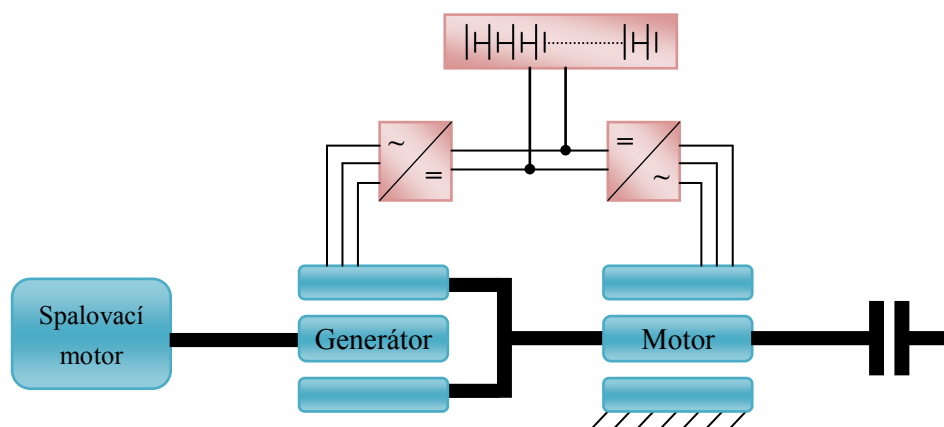 ~
=
=
~
Spalovací
motor
Generátor
Motor